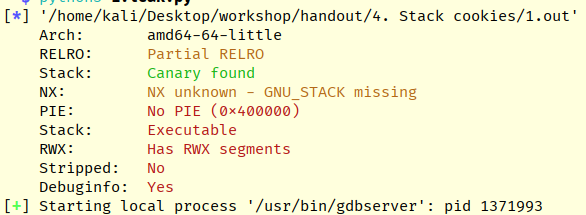 [*] '/home/kali/Desktop/workshop/handout/4. Stack cookies/1.out'
    Arch:       amd64-64-little
    RELRO:      Partial RELRO
    Stack:      Canary found
    NX:         NX unknown - GNU_STACK missing
    PIE:        No PIE (0×400000)
    Stack:      Executable
    RWX:        Has RWX segments
    Stripped:   No
    Debuginfo:  Yes
[+] Starting local process '/usr/bin/gdbserver': pid 1371993